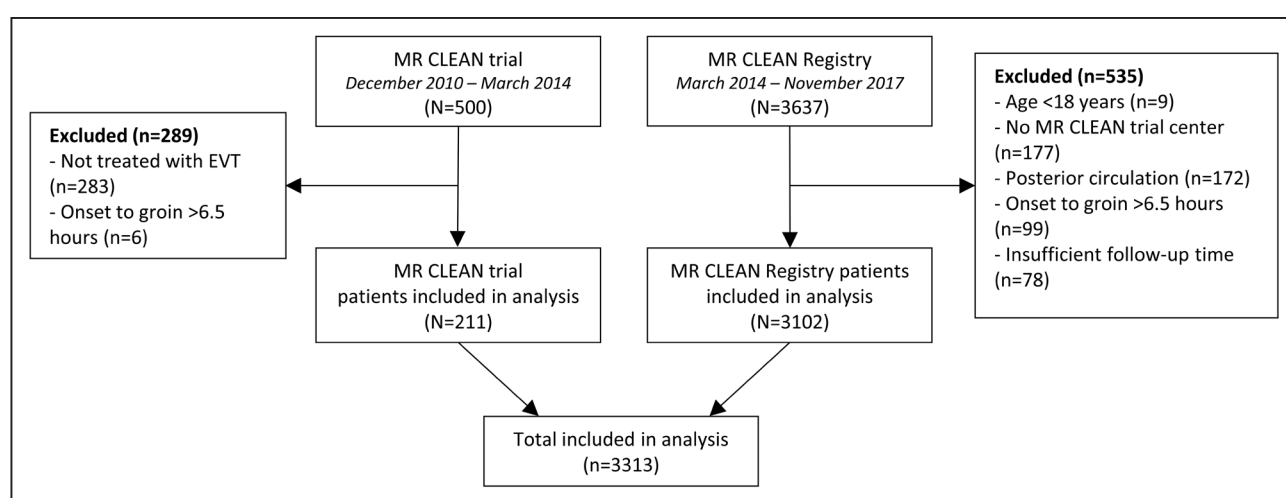 MR CLEAN trial
December 2010 – March 2014
(N=500)
MR CLEAN Registry
March 2014 – November 2017
(N=3637)
Excluded (n=289)
- Not treated with EVT
(n=283)
- Onset to groin >6.5
hours (n=6)
Excluded (n=535)
- Age <18 years (n=9)
- No MR CLEAN trial center
(n=177)
- Posterior circulation (n=172)
- Onset to groin >6.5 hours
(n=99)
- Insufficient follow-up time
(n=78)
MR CLEAN trial
patients included in analysis
(N=211)
MR CLEAN Registry patients
included in analysis
(N=3102)
Total included in analysis
(n=3313)